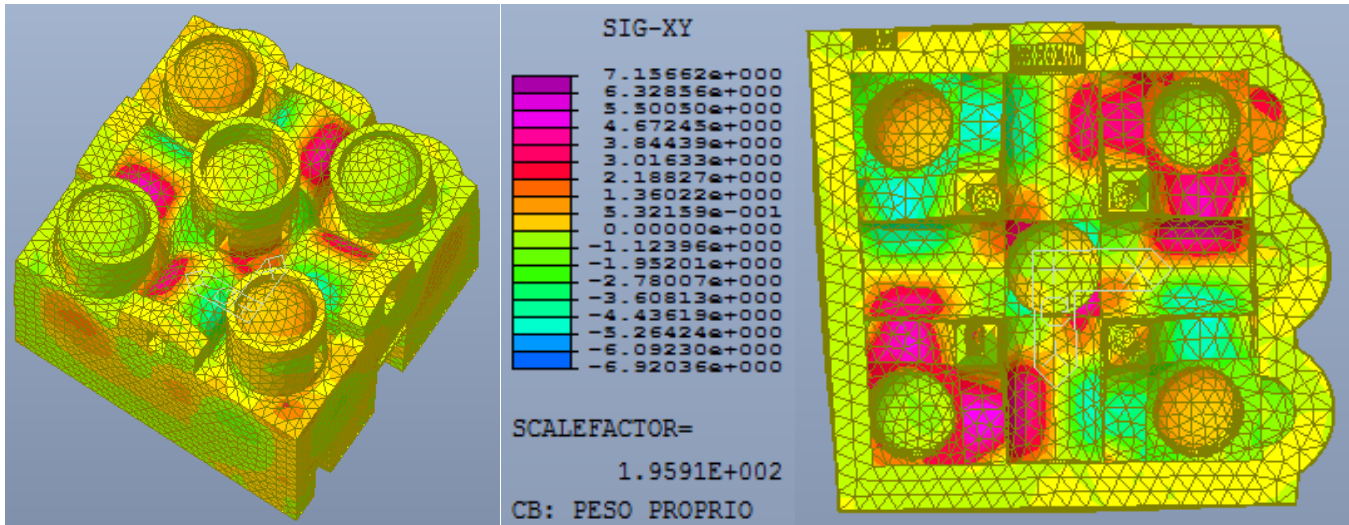 SIG-XY
7.15662e+000
6.32856e+000
5.50050e+000
4.67245e+000
3.84439e+000
3.01633e+000
2.18827e+000
1.36022e+000
5.32159e-001
0.00000e+000
-1.12396e+000
-1.95201e+000
-2.78007e+000
-3.60813e+000
-4.43619e+000
-5.26424e+000
-6.09230e+000
-6.92036e+000
SCALEFACTOR=
1.9591E+002
CB: PESO PROPRIO